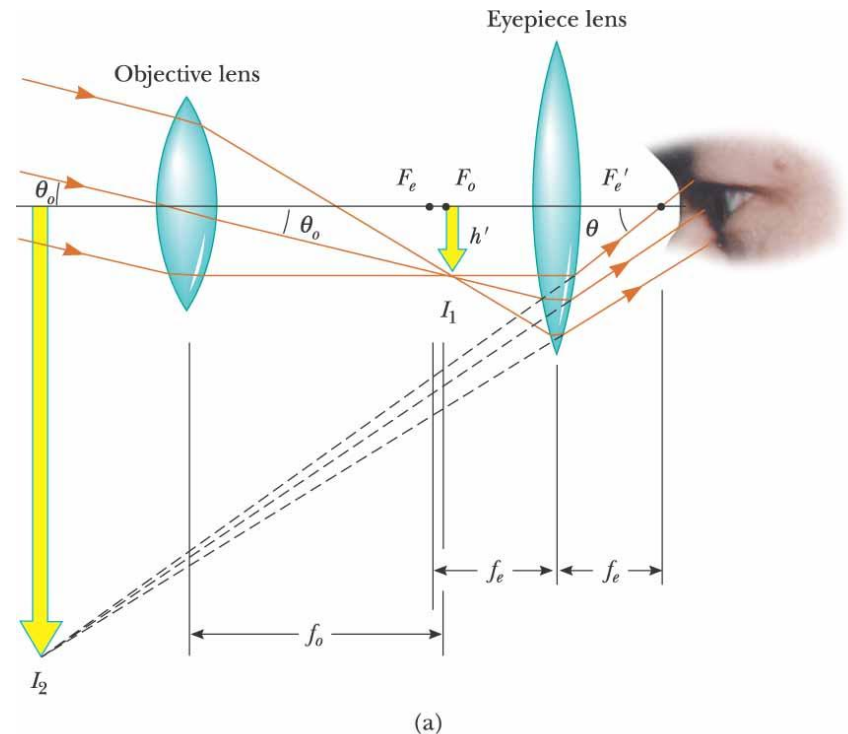 Eyepiece lens
Objective lens
θₒ
Fₑ
Fₒ
Fₑ′
θₒ
h′
θ
I₁
fₑ
fₑ
fₒ
I₂
(a)